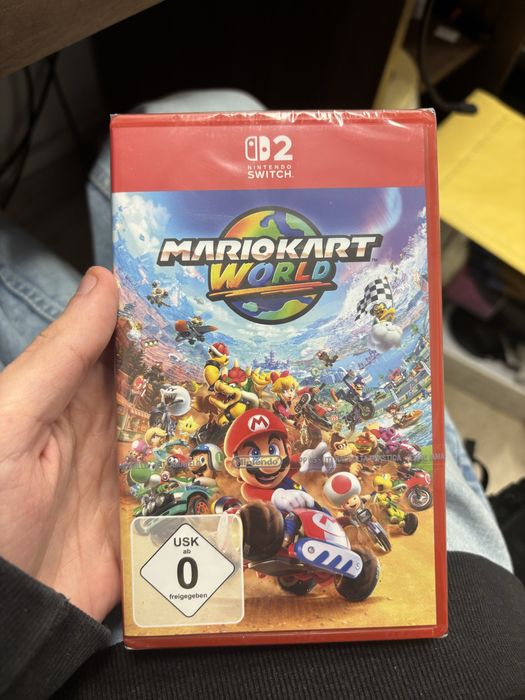 2
NINTENDO
SWITCH
MARIOKART
WORLD
M
Nintendo
USK
ab
0
freigegeben